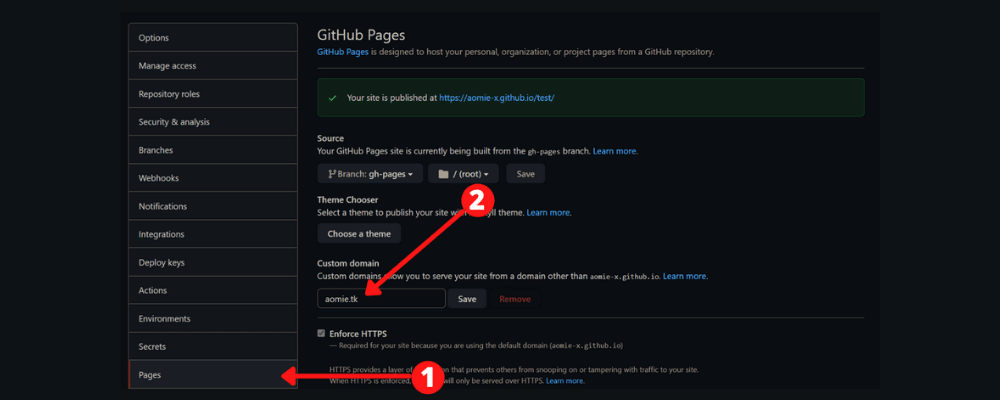 Options
Manage access
Repository roles
Security & analysis
Branches
Webhooks
Notifications
Integrations
Deploy keys
Actions
Environments
Secrets
Pages
GitHub Pages
GitHub Pages is designed to host your personal, organization, or project pages from a GitHub repository.
Your site is published at https://aomie-x.github.io/test/
Source
Your GitHub Pages site is currently being built from the gh-pages branch. Learn more.
Branch: gh-pages
/ (root)
Save
2
Theme Chooser
Select a theme to publish your site theme. Learn more.
Choose a theme
Custom domain
Custom domains allow you to serve your site from a domain other than aomie-x.github.io. Learn more.
aomie.tk
Save
Remove
Enforce HTTPS
— Required for your site because you are using the default domain (aomie-x.github.io)
HTTPS provides a layer of that prevents others from snooping on or tampering with traffic to your site.
When HTTPS is enforced, will only be served over HTTPS. Learn more.
1